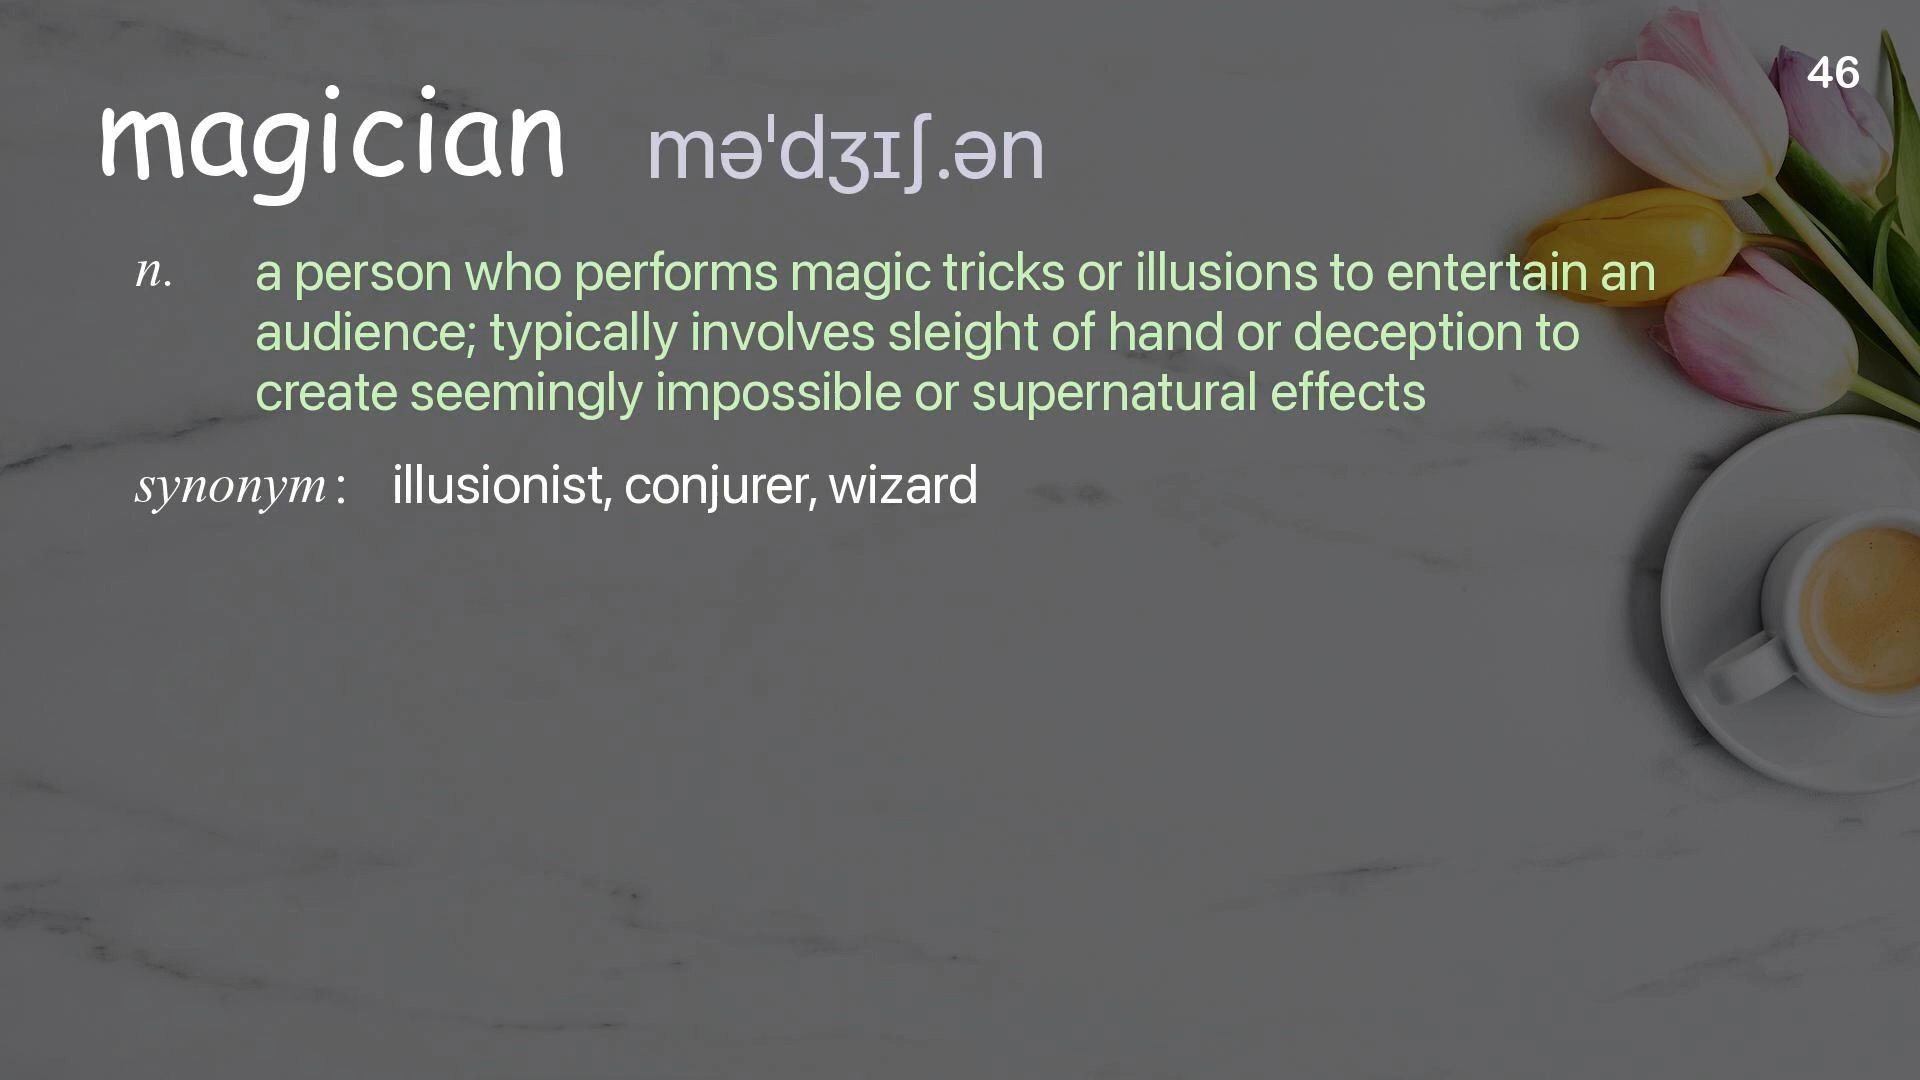 46
magician məˈdʒɪʃ.ən
n. a person who performs magic tricks or illusions to entertain an
audience; typically involves sleight of hand or deception to
create seemingly impossible or supernatural effects
synonym: illusionist, conjurer, wizard